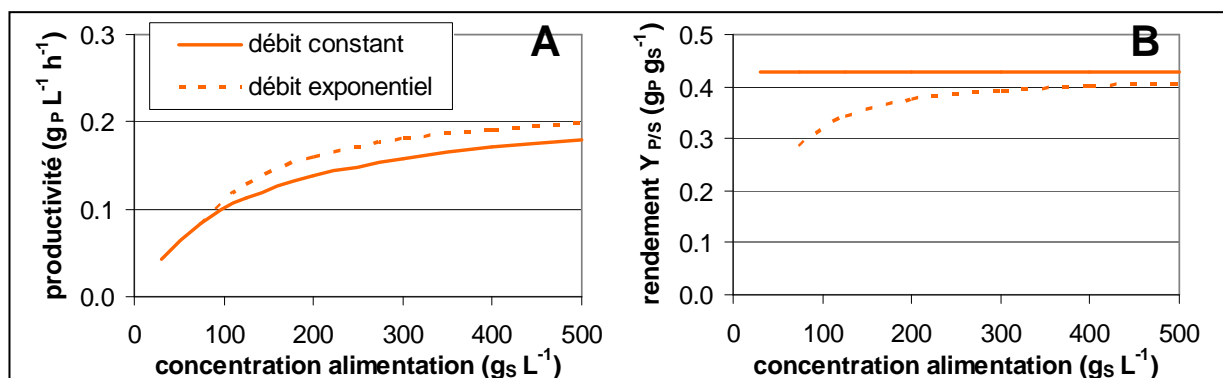 A
débit constant
débit exponentiel
productivité (gP L-1 h-1)
0.3
0.2
0.1
0.0
0 100 200 300 400 500
concentration alimentation (gS L-1)
B
rendement Y P/S (gP gS-1)
0.5
0.4
0.3
0.2
0.1
0.0
0 100 200 300 400 500
concentration alimentation (gS L-1)